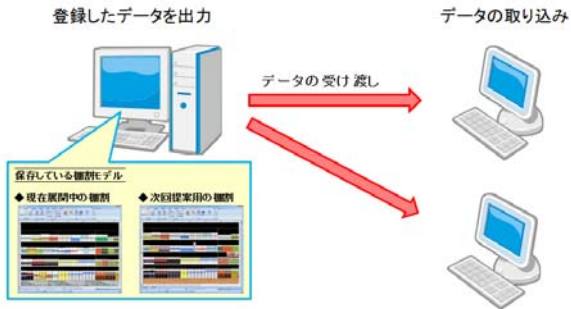 登録したデータを出力
データの取り込み
データの受け渡し
保存している棚割モデル
◆現在展開中の棚割
◆次回提案用の棚割